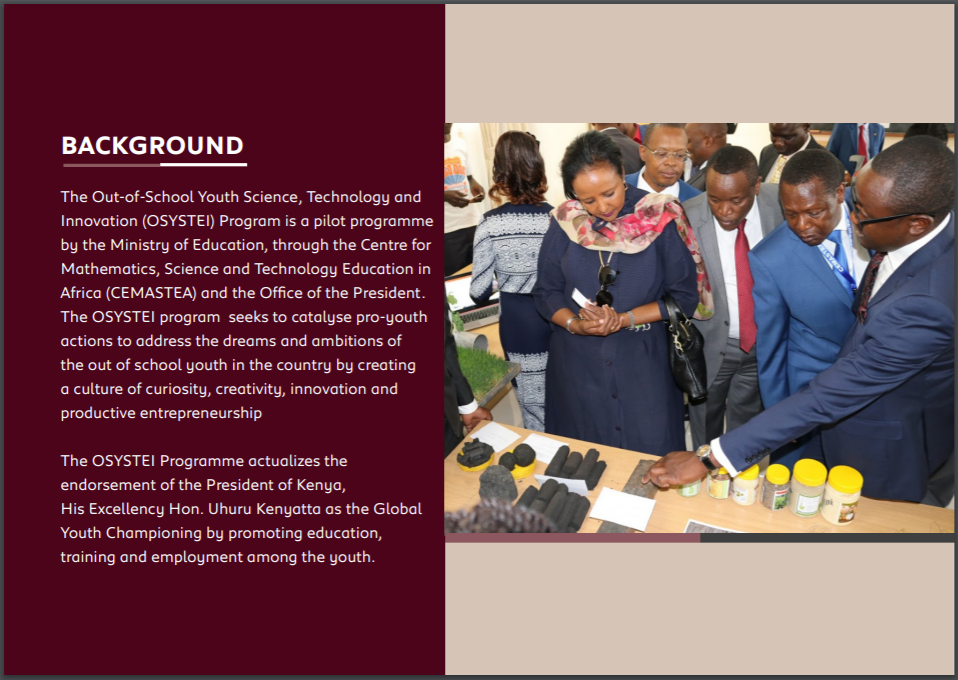 BACKGROUND
The Out-of-School Youth Science, Technology and
Innovation (OSYSTEI) Program is a pilot programme
by the Ministry of Education, through the Centre for
Mathematics, Science and Technology Education in
Africa (CEMASTEA) and the Office of the President.
The OSYSTEI program  seeks to catalyse pro-youth
actions to address the dreams and ambitions of
the out of school youth in the country by creating
a culture of curiosity, creativity, innovation and
productive entrepreneurship
The OSYSTEI Programme actualizes the
endorsement of the President of Kenya,
His Excellency Hon. Uhuru Kenyatta as the Global
Youth Championing by promoting education,
training and employment among the youth.